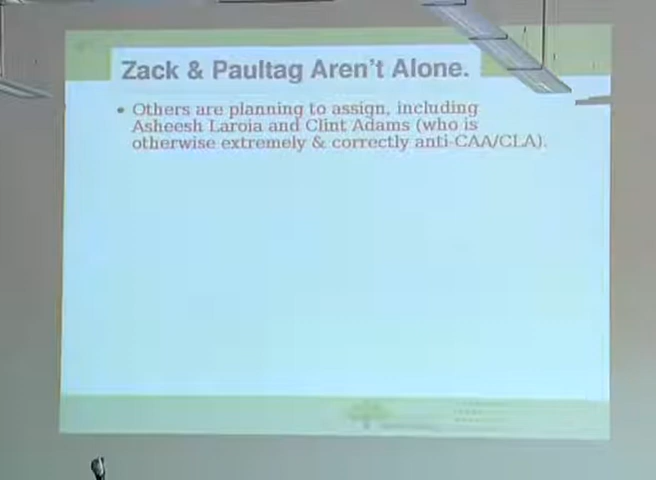 Zack & Paultag Aren't Alone.
• Others are planning to assign, including
Asheesh Laroia and Clint Adams (who is
otherwise extremely & correctly anti-CAA/CLA).